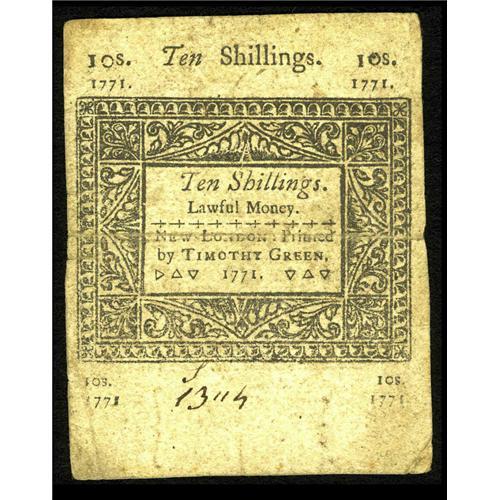 10s. Ten Shillings. 10s.
1771. 1771.
Ten Shillings.
Lawful Money.
NEW LONDON: Printed
by TIMOTHY GREEN,
1771.
10s. 10s.
1771 1771